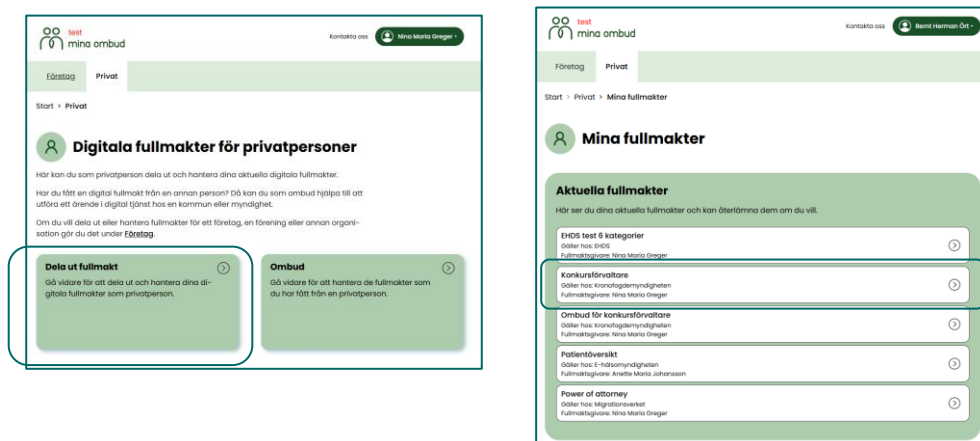 test
mina ombud
Kontakta oss
Nina Maria Greger
Företag
Privat
Start > Privat
Digitala fullmakter för privatpersoner
Här kan du som privatperson dela ut och hantera dina aktuella digitala fullmakter.
Har du fått en digital fullmakt från en annan person? Då kan du som ombud hjälpa till att
utföra ett ärende i digital tjänst hos en kommun eller myndighet.
Om du vill dela ut eller hantera fullmakter för ett företag, en förening eller annan organi-
sation gör du det under Företag.
Dela ut fullmakt
Gå vidare för att dela ut och hantera dina di-
gitala fullmakter som privatperson.
Ombud
Gå vidare för att hantera de fullmakter som
du har fått från en privatperson.
test
mina ombud
Kontakta oss
Bernt Herman Ört
Företag
Privat
Start > Privat > Mina fullmakter
Mina fullmakter
Aktuella fullmakter
Här ser du dina aktuella fullmakter och kan återlämna dem om du vill.
EHDS test 6 kategorier
Gäller hos: EHDS
Fullmaktsgivare: Nina Maria Greger
Konkursförvaltare
Gäller hos: Kronofogdemyndigheten
Fullmaktsgivare: Nina Maria Greger
Ombud för konkursförvaltare
Gäller hos: Kronofogdemyndigheten
Fullmaktsgivare: Nina Maria Greger
Patientöversikt
Gäller hos: E-hälsomyndigheten
Fullmaktsgivare: Anette Maria Johansson
Power of attorney
Gäller hos: Migrationsverket
Fullmaktsgivare: Nina Maria Greger